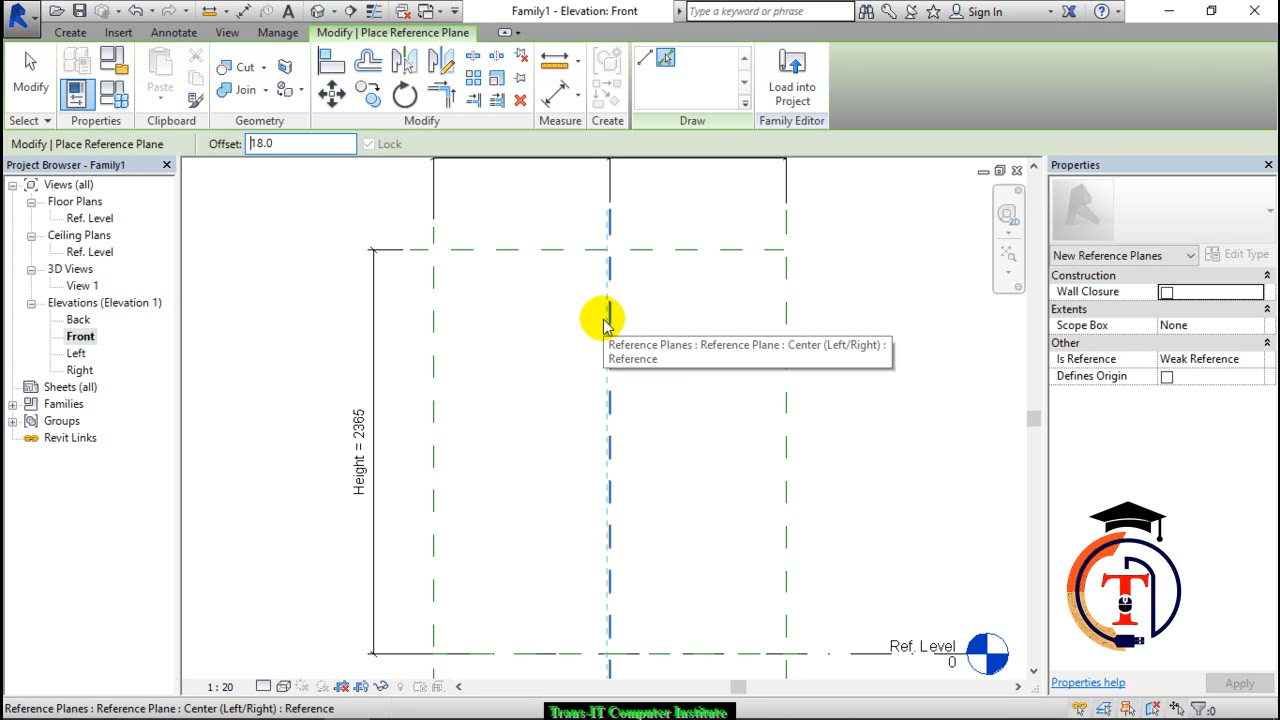 Family1 - Elevation: Front
Type a keyword or phrase
Sign In
Create
Insert
Annotate
View
Manage
Modify | Place Reference Plane
Modify
Paste
Cut
Join
Load into
Project
Select
Properties
Clipboard
Geometry
Modify
Measure
Create
Draw
Family Editor
Modify | Place Reference Plane
Offset: 18.0
Lock
Project Browser - Family1
Views (all)
Floor Plans
Ref. Level
Ceiling Plans
Ref. Level
3D Views
View 1
Elevations (Elevation 1)
Back
Front
Left
Right
Sheets (all)
Families
Groups
Revit Links
Height = 2365
Reference Planes : Reference Plane : Center (Left/Right) :
Reference
Ref. Level
0
2D
Properties
New Reference Planes
Edit Type
Construction
Wall Closure
Extents
Scope Box None
Other
Is Reference Weak Reference
Defines Origin
T
Properties help
Apply
1 : 20
Reference Planes : Reference Plane : Center (Left/Right) : Reference
Trans-IT Computer Institute
:0